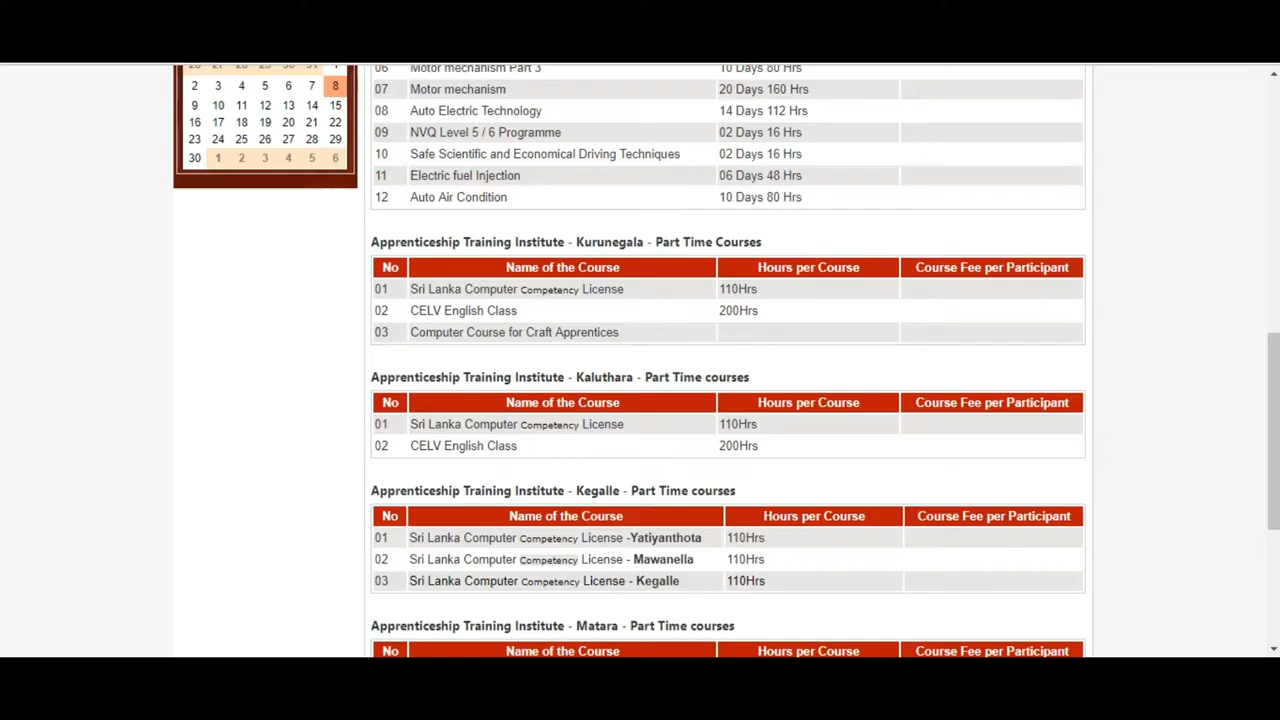 26 27 28 29 30 31 1
2 3 4 5 6 7 8
9 10 11 12 13 14 15
16 17 18 19 20 21 22
23 24 25 26 27 28 29
30 1 2 3 4 5 6
06 Motor mechanism Part 3 10 Days 80 Hrs
07 Motor mechanism 20 Days 160 Hrs
08 Auto Electric Technology 14 Days 112 Hrs
09 NVQ Level 5 / 6 Programme 02 Days 16 Hrs
10 Safe Scientific and Economical Driving Techniques 02 Days 16 Hrs
11 Electric fuel Injection 06 Days 48 Hrs
12 Auto Air Condition 10 Days 80 Hrs
Apprenticeship Training Institute - Kurunegala - Part Time Courses
No Name of the Course Hours per Course Course Fee per Participant
01 Sri Lanka Computer Competency License 110Hrs
02 CELV English Class 200Hrs
03 Computer Course for Craft Apprentices
Apprenticeship Training Institute - Kaluthara - Part Time courses
No Name of the Course Hours per Course Course Fee per Participant
01 Sri Lanka Computer Competency License 110Hrs
02 CELV English Class 200Hrs
Apprenticeship Training Institute - Kegalle - Part Time courses
No Name of the Course Hours per Course Course Fee per Participant
01 Sri Lanka Computer Competency License -Yatiyanthota 110Hrs
02 Sri Lanka Computer Competency License - Mawanella 110Hrs
03 Sri Lanka Computer Competency License - Kegalle 110Hrs
Apprenticeship Training Institute - Matara - Part Time courses
No Name of the Course Hours per Course Course Fee per Participant